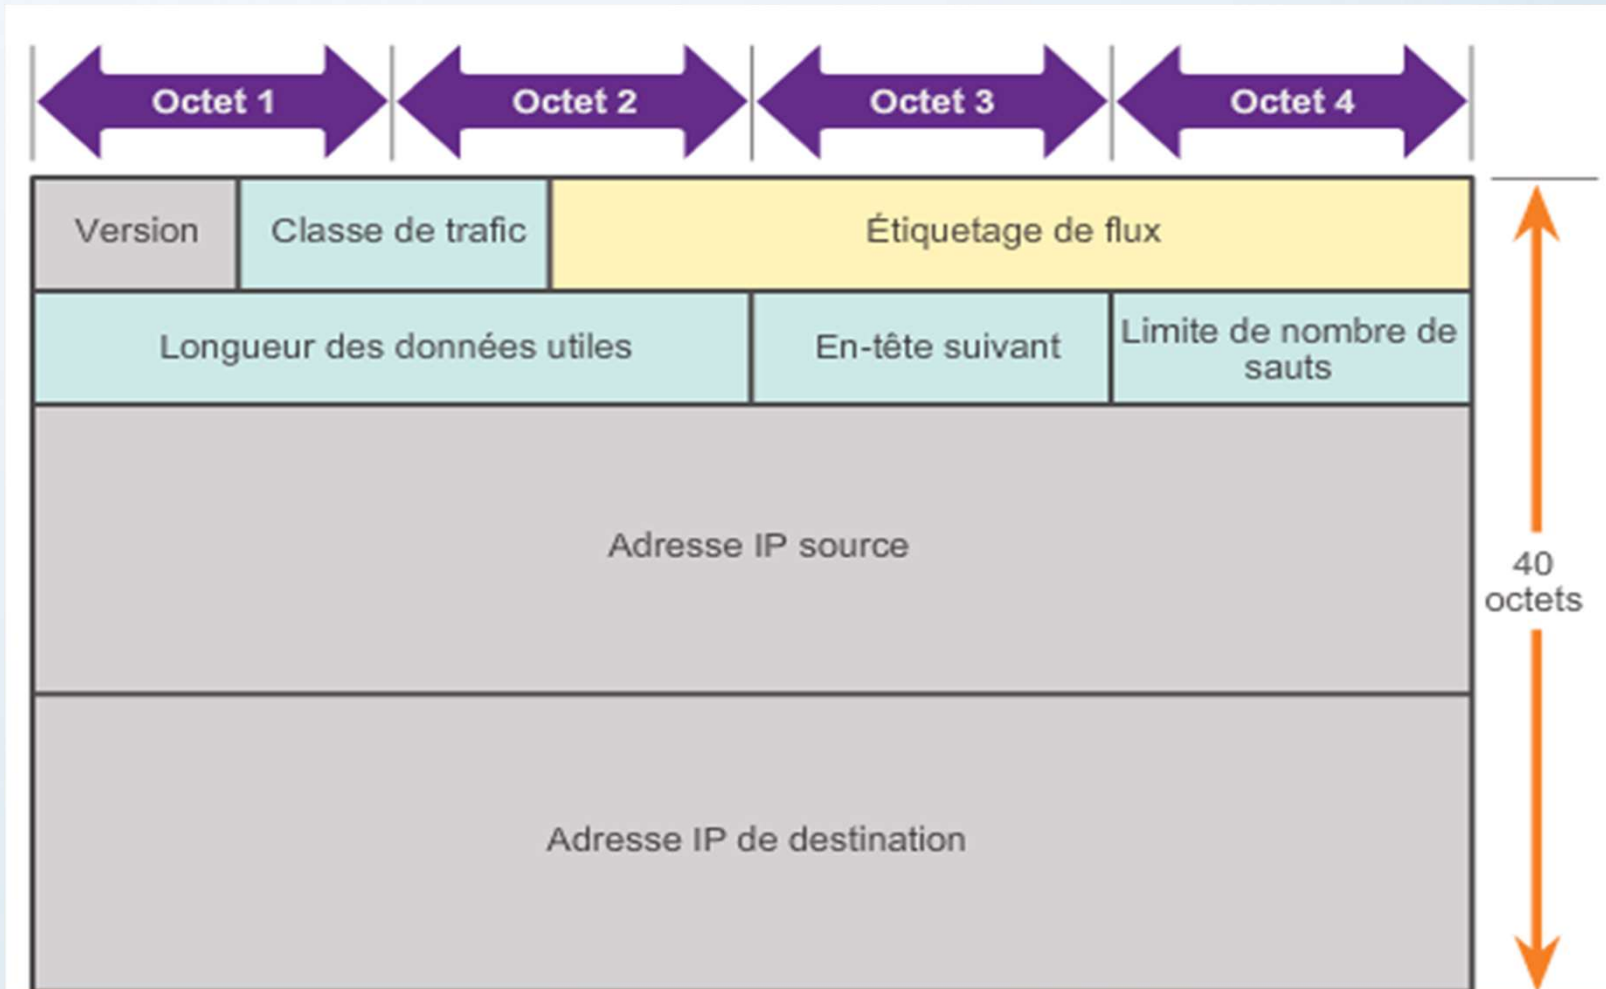 Octet 1
Octet 2
Octet 3
Octet 4
Version
Classe de trafic
Étiquetage de flux
Longueur des données utiles
En-tête suivant
Limite de nombre de
sauts
Adresse IP source
40
octets
Adresse IP de destination